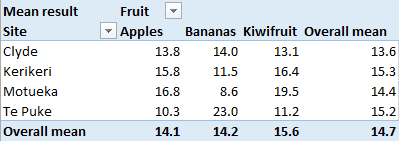 Mean result Fruit
Site Apples Bananas Kiwifruit Overall mean
Clyde 13.8 14.0 13.1 13.6
Kerikeri 15.8 11.5 16.4 15.3
Motueka 16.8 8.6 19.5 14.4
Te Puke 10.3 23.0 11.2 15.2
Overall mean 14.1 14.2 15.6 14.7